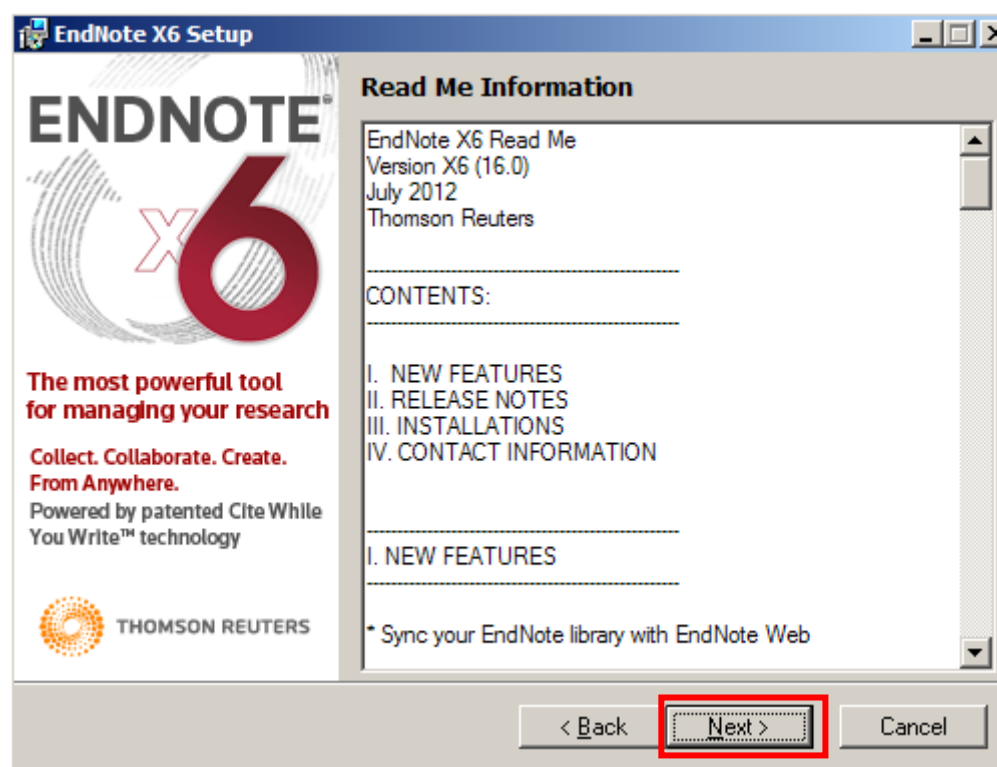 EndNote X6 Setup
ENDNOTE®
x6
The most powerful tool
for managing your research
Collect. Collaborate. Create.
From Anywhere.
Powered by patented Cite While
You Write™ technology
THOMSON REUTERS
Read Me Information
EndNote X6 Read Me
Version X6 (16.0)
July 2012
Thomson Reuters
------------------------------------------------------------
CONTENTS:
------------------------------------------------------------
I. NEW FEATURES
II. RELEASE NOTES
III. INSTALLATIONS
IV. CONTACT INFORMATION
------------------------------------------------------------
I. NEW FEATURES
------------------------------------------------------------
* Sync your EndNote library with EndNote Web
< Back
Next >
Cancel